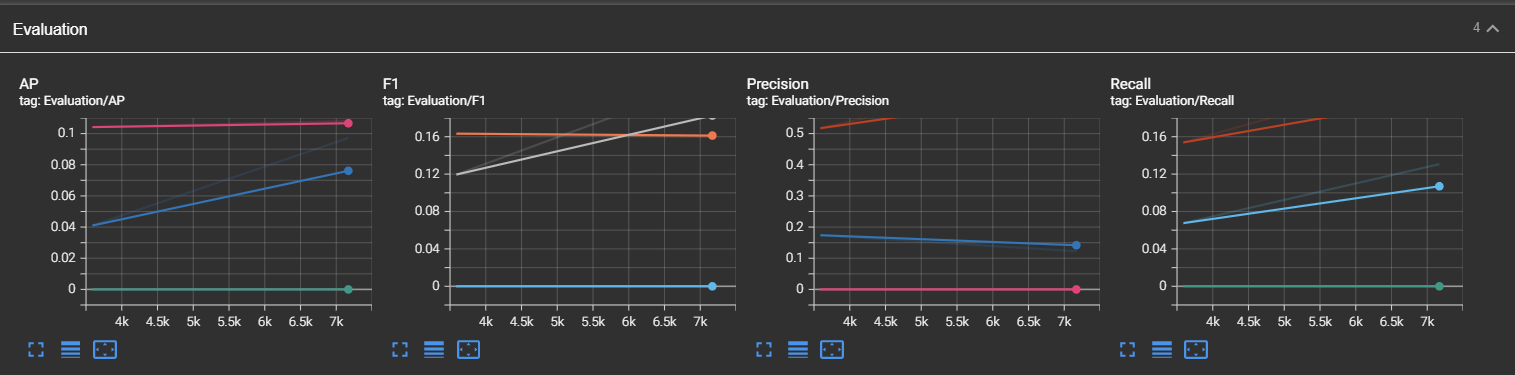 Evaluation
4
AP
tag: Evaluation/AP
0.1
0.08
0.06
0.04
0.02
0
4k 4.5k 5k 5.5k 6k 6.5k 7k
F1
tag: Evaluation/F1
0.16
0.12
0.08
0.04
0
4k 4.5k 5k 5.5k 6k 6.5k 7k
Precision
tag: Evaluation/Precision
0.5
0.4
0.3
0.2
0.1
0
4k 4.5k 5k 5.5k 6k 6.5k 7k
Recall
tag: Evaluation/Recall
0.16
0.12
0.08
0.04
0
4k 4.5k 5k 5.5k 6k 6.5k 7k